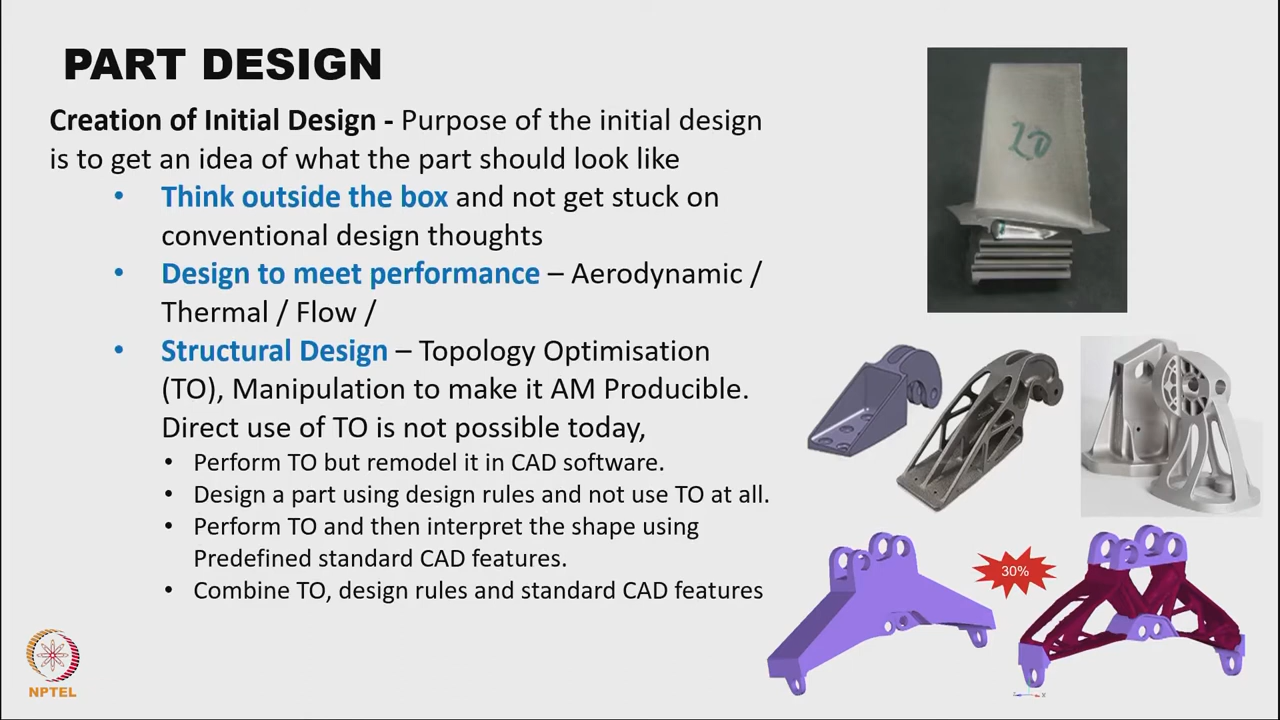 PART DESIGN
Creation of Initial Design - Purpose of the initial design
is to get an idea of what the part should look like
• Think outside the box and not get stuck on
conventional design thoughts
• Design to meet performance – Aerodynamic /
Thermal / Flow /
• Structural Design – Topology Optimisation
(TO), Manipulation to make it AM Producible.
Direct use of TO is not possible today,
• Perform TO but remodel it in CAD software.
• Design a part using design rules and not use TO at all.
• Perform TO and then interpret the shape using
Predefined standard CAD features.
• Combine TO, design rules and standard CAD features
30%
NPTEL